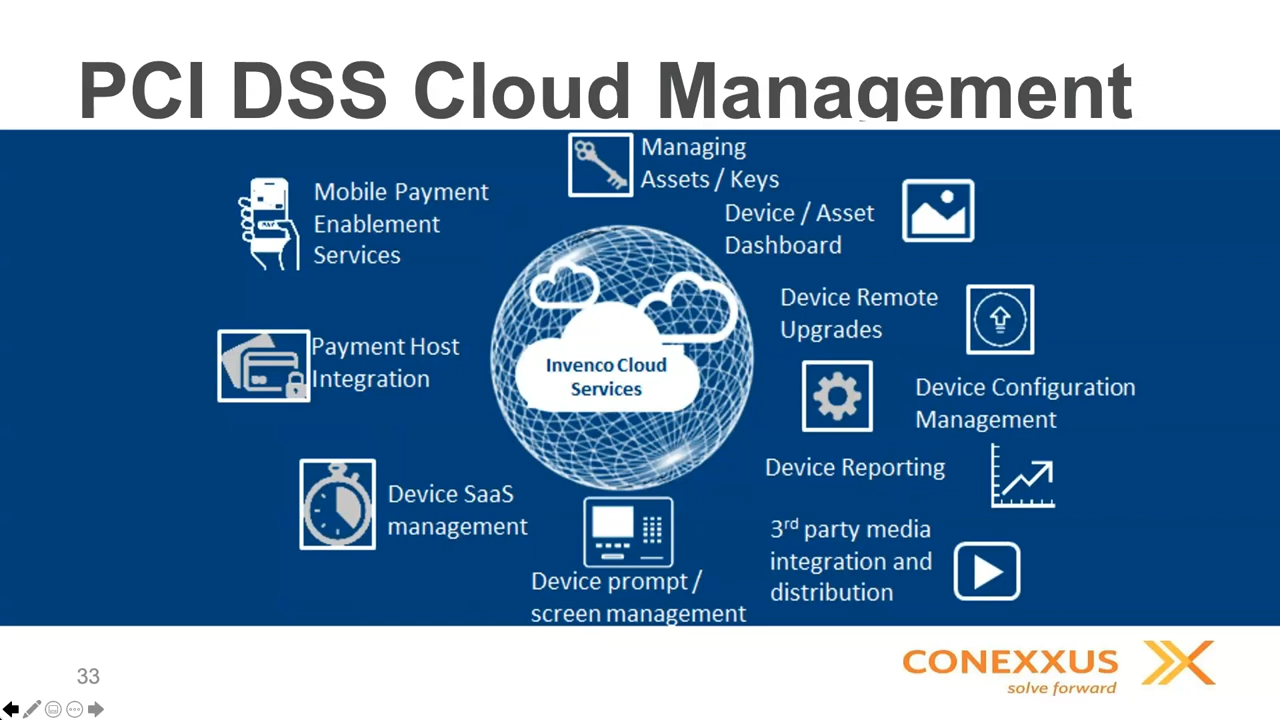 PCI DSS Cloud Management
Managing
Assets / Keys
Mobile Payment
Enablement
Services
Device / Asset
Dashboard
Device Remote
Upgrades
Payment Host
Integration
Invenco Cloud
Services
Device Configuration
Management
Device Reporting
Device SaaS
management
3rd party media
integration and
distribution
Device prompt /
screen management
CONEXXUS
solve forward
33